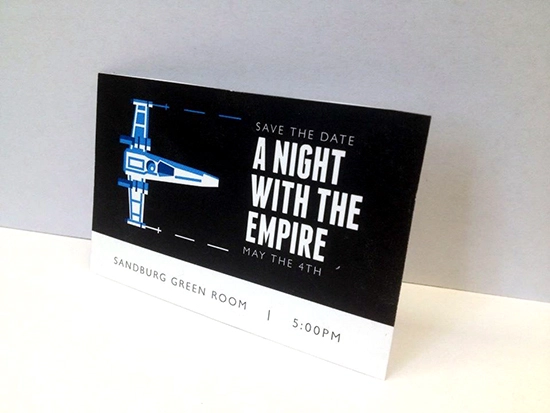 SAVE THE DATE
A NIGHT
WITH THE
EMPIRE
MAY THE 4TH
SANDBURG GREEN ROOM | 5:00PM